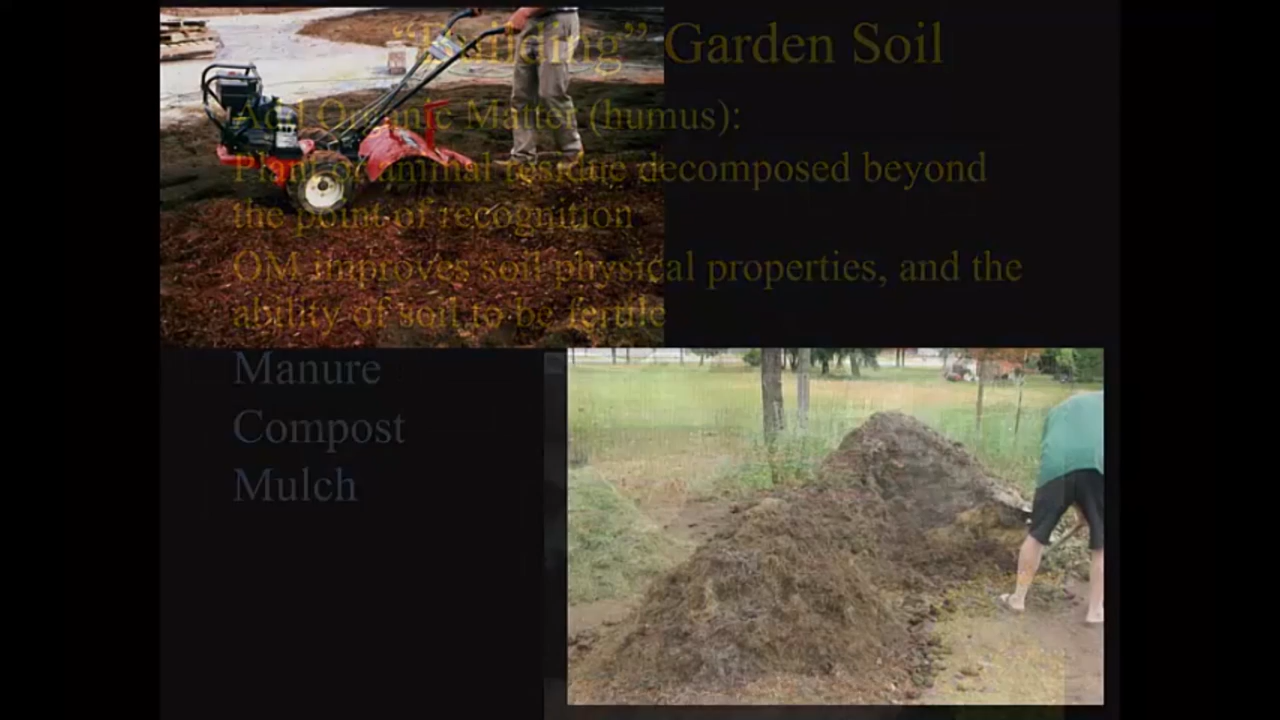 “Building” Garden Soil
Add Organic Matter (humus):
Plant or animal residue decomposed beyond
the point of recognition
OM improves soil physical properties, and the
ability of soil to be fertile
Manure
Compost
Mulch